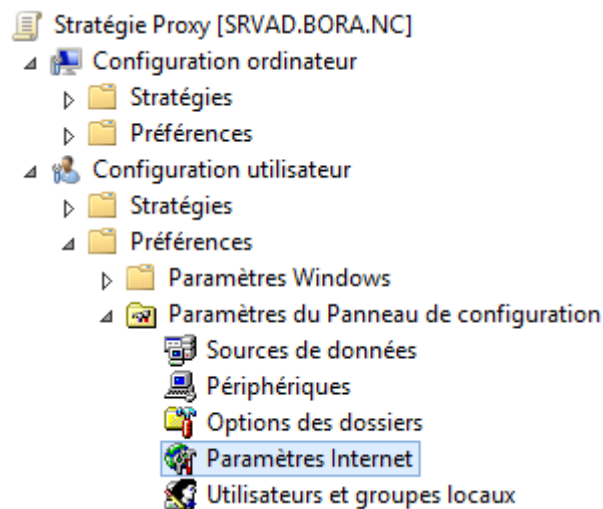 Stratégie Proxy [SRVAD.BORA.NC]
Configuration ordinateur
Stratégies
Préférences
Configuration utilisateur
Stratégies
Préférences
Paramètres Windows
Paramètres du Panneau de configuration
Sources de données
Périphériques
Options des dossiers
Paramètres Internet
Utilisateurs et groupes locaux